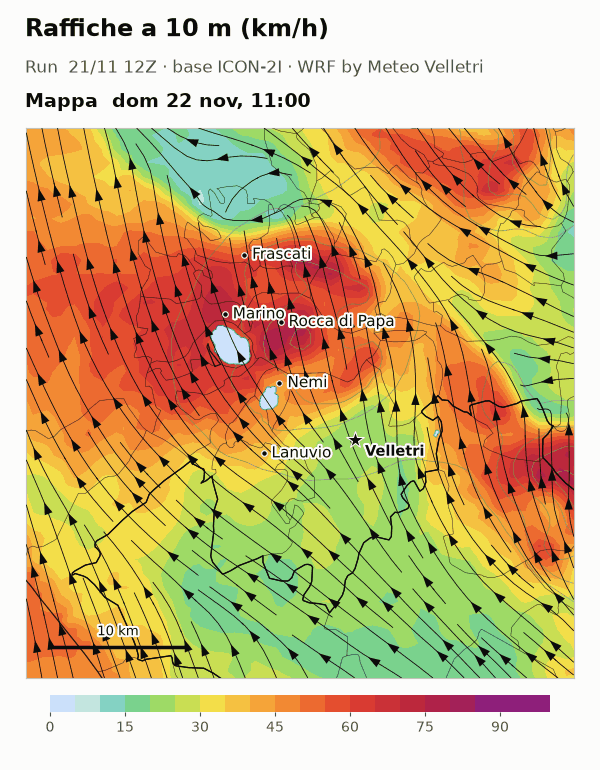 Raffiche a 10 m (km/h)
Run  21/11 12Z · base ICON-2I · WRF by Meteo Velletri
Mappa  dom 22 nov, 11:00
Frascati
Marino
Rocca di Papa
Nemi
Velletri
Lanuvio
10 km
0 15 30 45 60 75 90